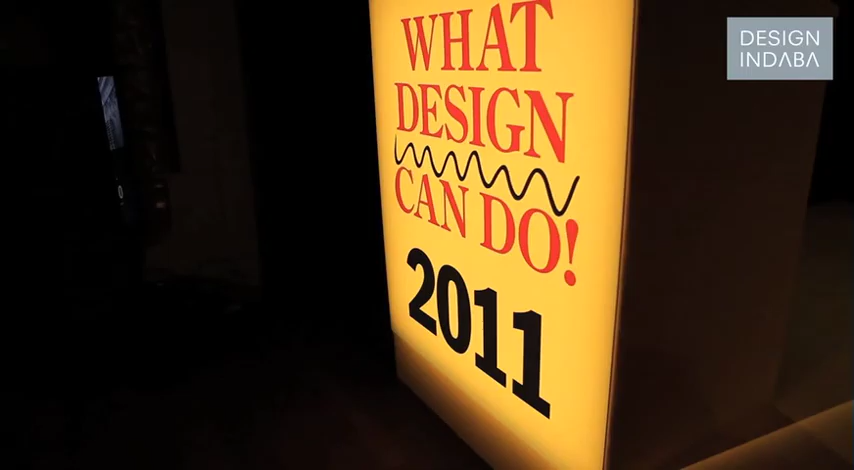 WHAT
DESIGN
CAN DO!
2011
DESIGN
INDABA